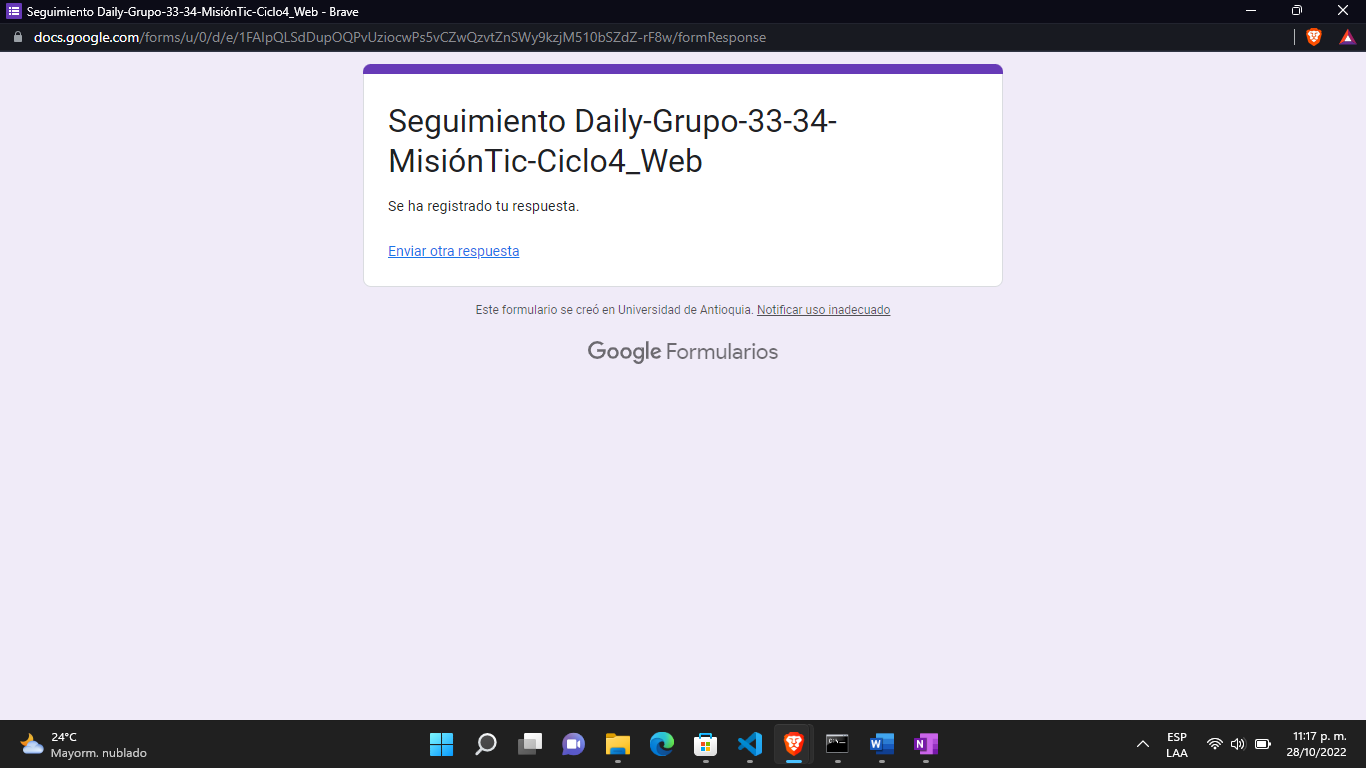 Seguimiento Daily-Grupo-33-34-MisiónTic-Ciclo4_Web - Brave
docs.google.com/forms/u/0/d/e/1FAIpQLSdDupOQPvUziocwPs5vCZwQzvtZnSWy9kzjM510bSZdZ-rF8w/formResponse
Seguimiento Daily-Grupo-33-34-
MisiónTic-Ciclo4_Web
Se ha registrado tu respuesta.
Enviar otra respuesta
Este formulario se creó en Universidad de Antioquia. Notificar uso inadecuado
Google Formularios
24°C
Mayorm. nublado
ESP
LAA
11:17 p. m.
28/10/2022